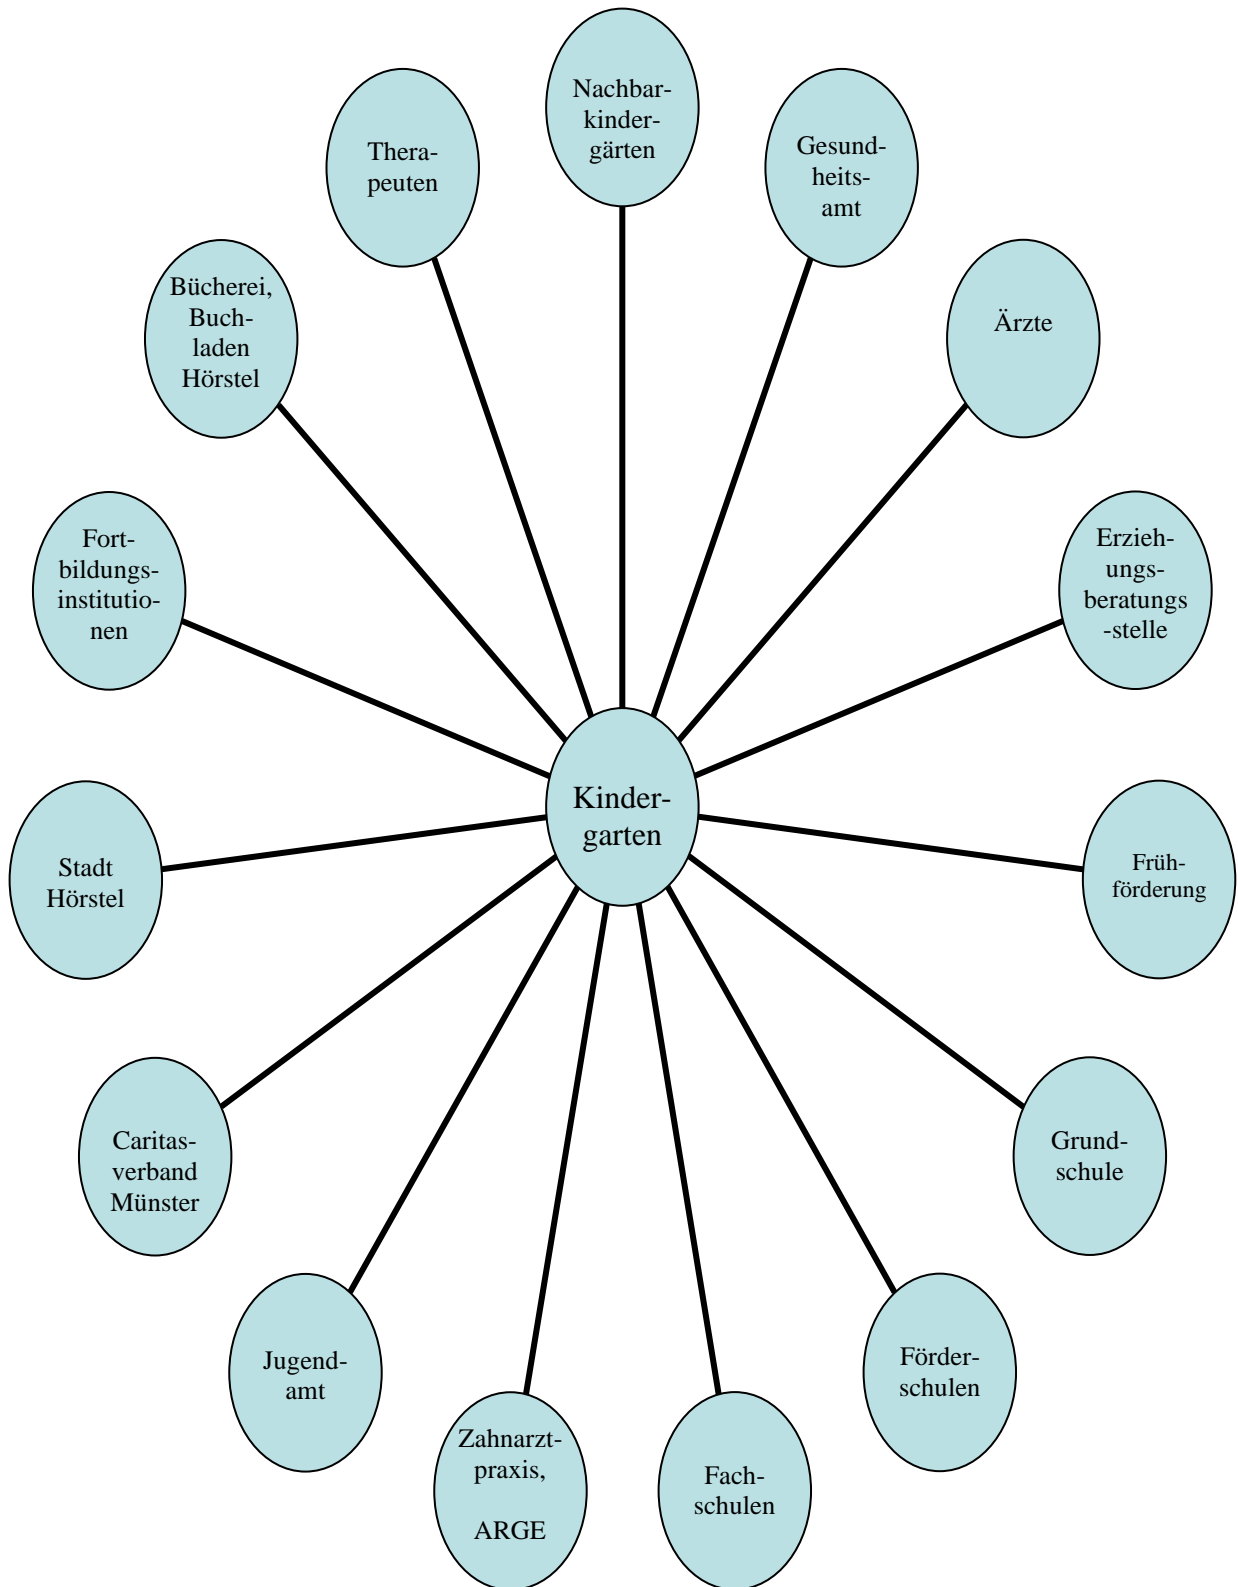 Nachbar-
kinder-
gärten
Thera-
peuten
Gesund-
heits-
amt
Bücherei,
Buch-
laden
Hörstel
Ärzte
Fort-
bildungs-
institutio-
nen
Erzieh-
ungs-
beratungs
-stelle
Kinder-
garten
Stadt
Hörstel
Früh-
förderung
Caritas-
verband
Münster
Grund-
schule
Jugend-
amt
Förder-
schulen
Zahnarzt-
praxis,
ARGE
Fach-
schulen